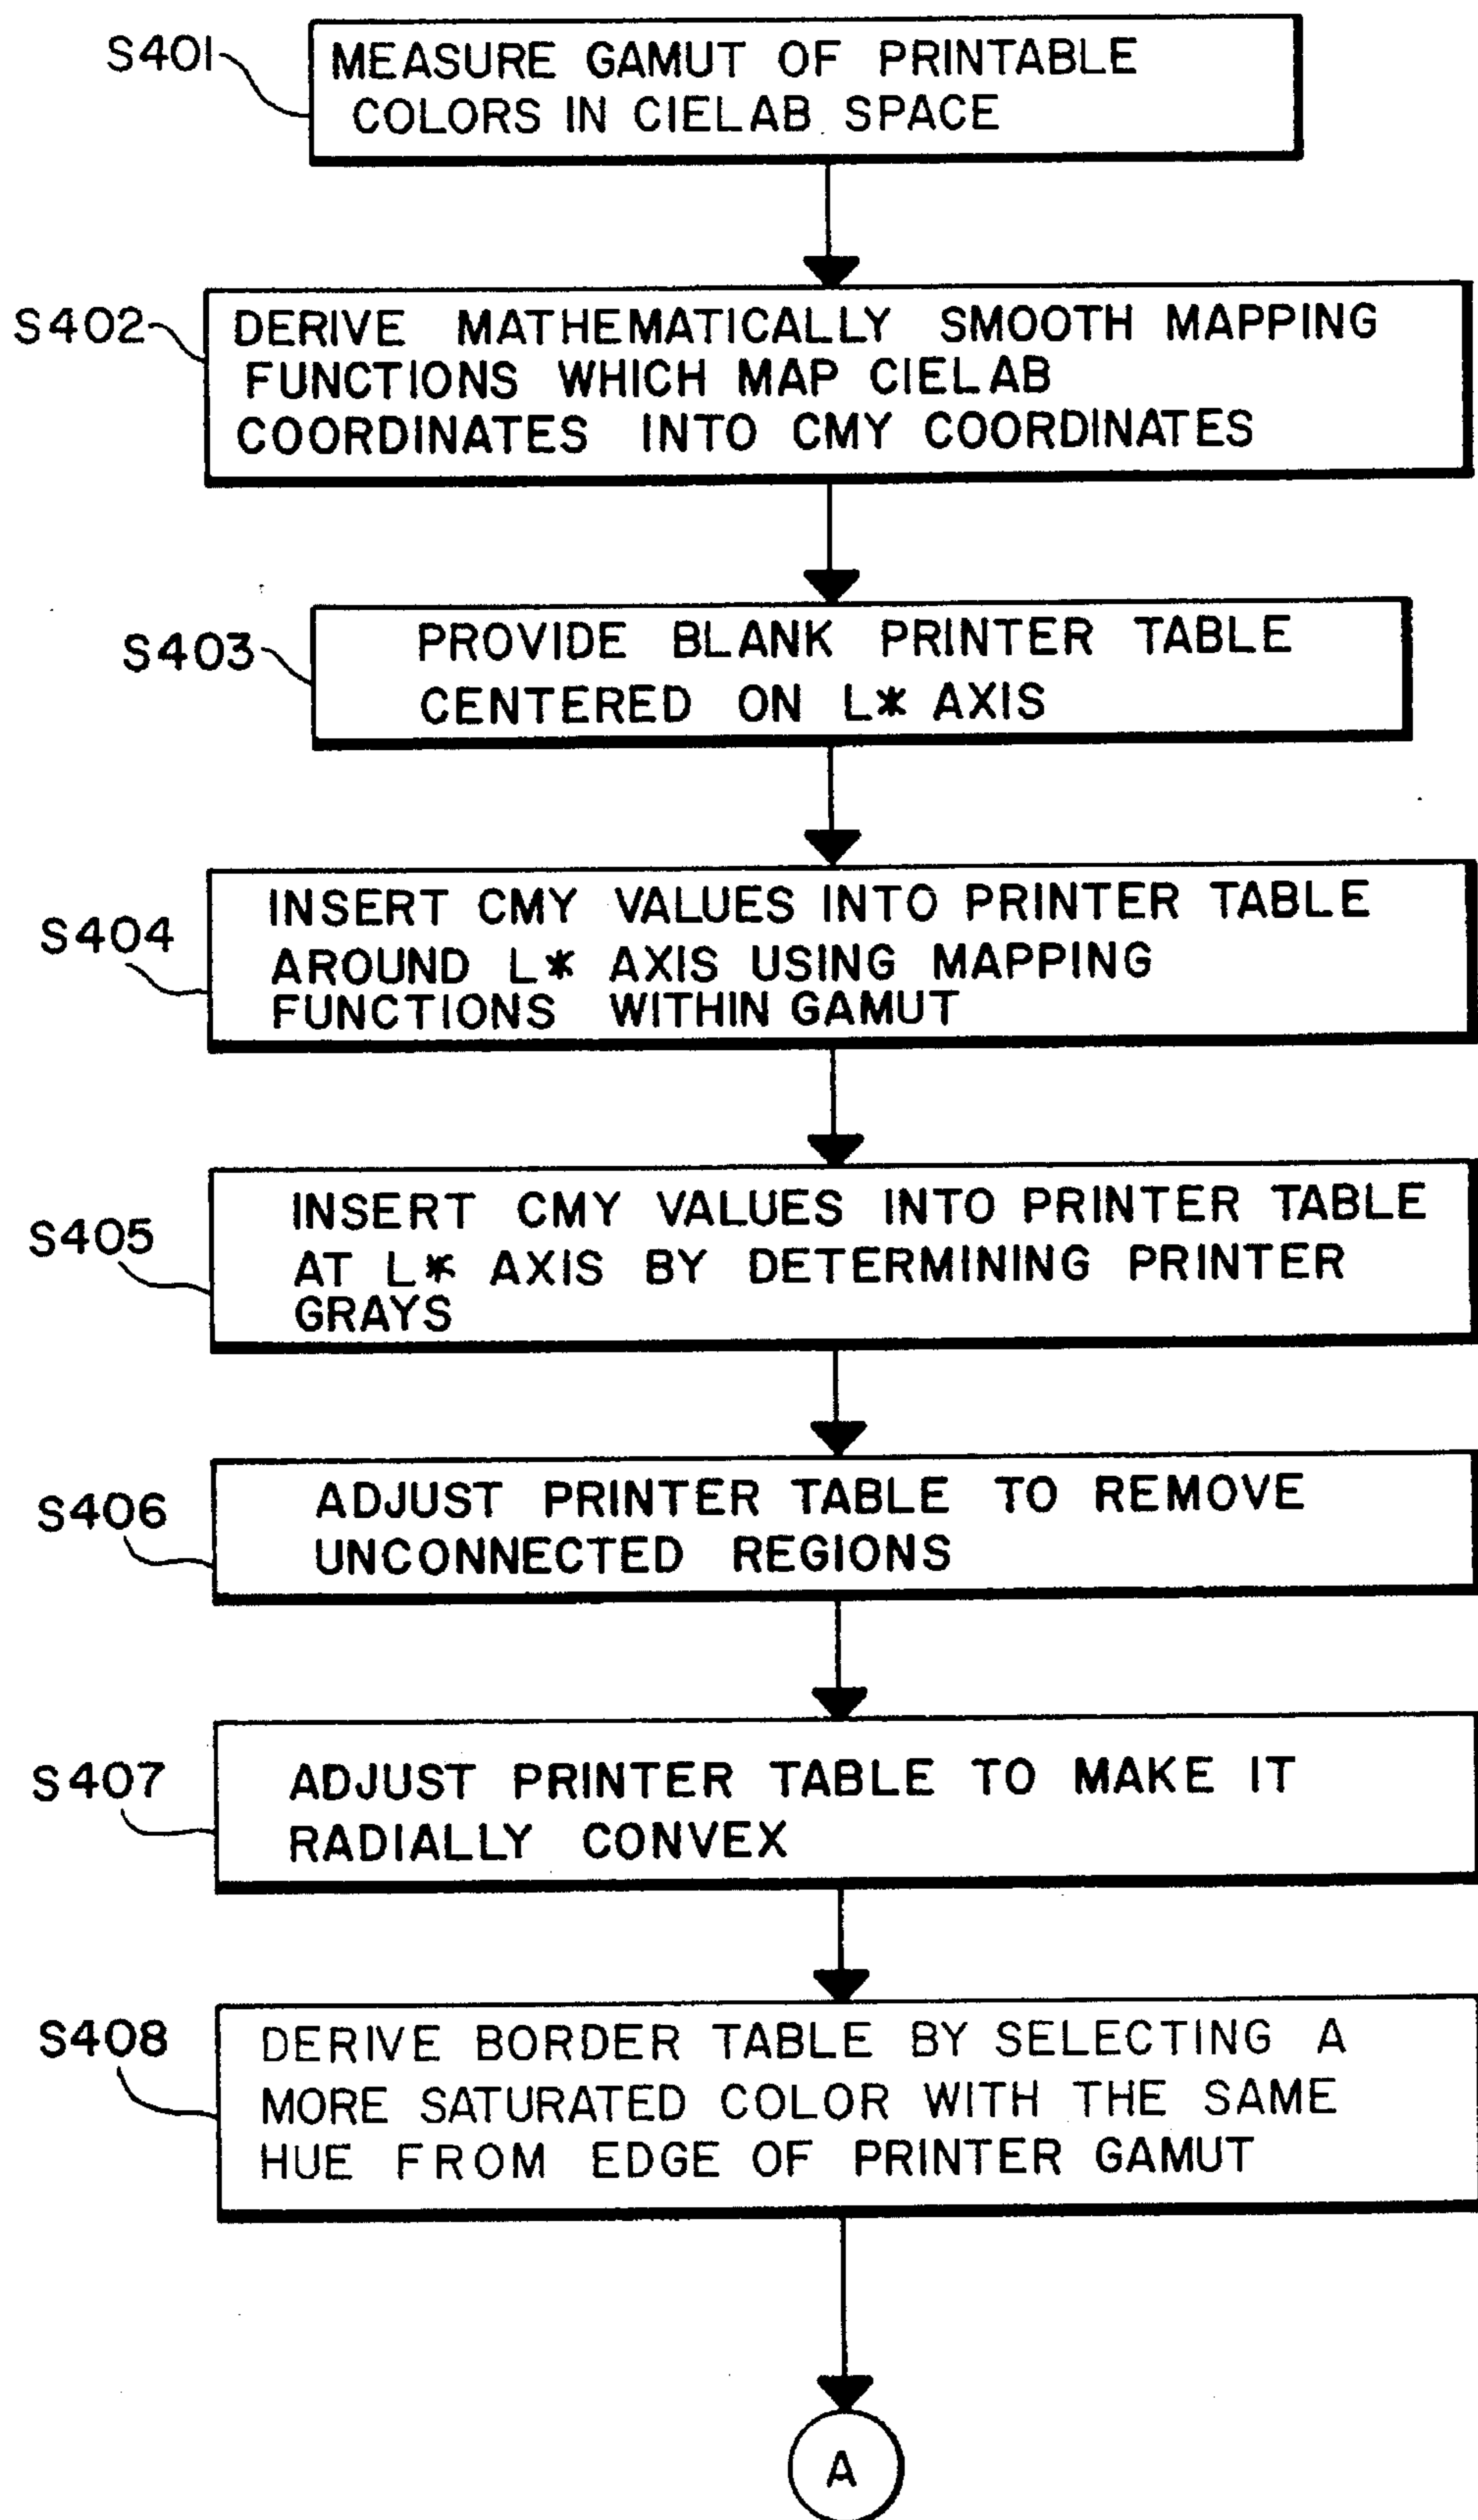 S401
MEASURE GAMUT OF PRINTABLE
COLORS IN CIELAB SPACE
S402
DERIVE MATHEMATICALLY SMOOTH MAPPING
FUNCTIONS WHICH MAP CIELAB
COORDINATES INTO CMY COORDINATES
S403
PROVIDE BLANK PRINTER TABLE
CENTERED ON L* AXIS
S404
INSERT CMY VALUES INTO PRINTER TABLE
AROUND L* AXIS USING MAPPING
FUNCTIONS WITHIN GAMUT
S405
INSERT CMY VALUES INTO PRINTER TABLE
AT L* AXIS BY DETERMINING PRINTER
GRAYS
S406
ADJUST PRINTER TABLE TO REMOVE
UNCONNECTED REGIONS
S407
ADJUST PRINTER TABLE TO MAKE IT
RADIALLY CONVEX
S408
DERIVE BORDER TABLE BY SELECTING A
MORE SATURATED COLOR WITH THE SAME
HUE FROM EDGE OF PRINTER GAMUT
A